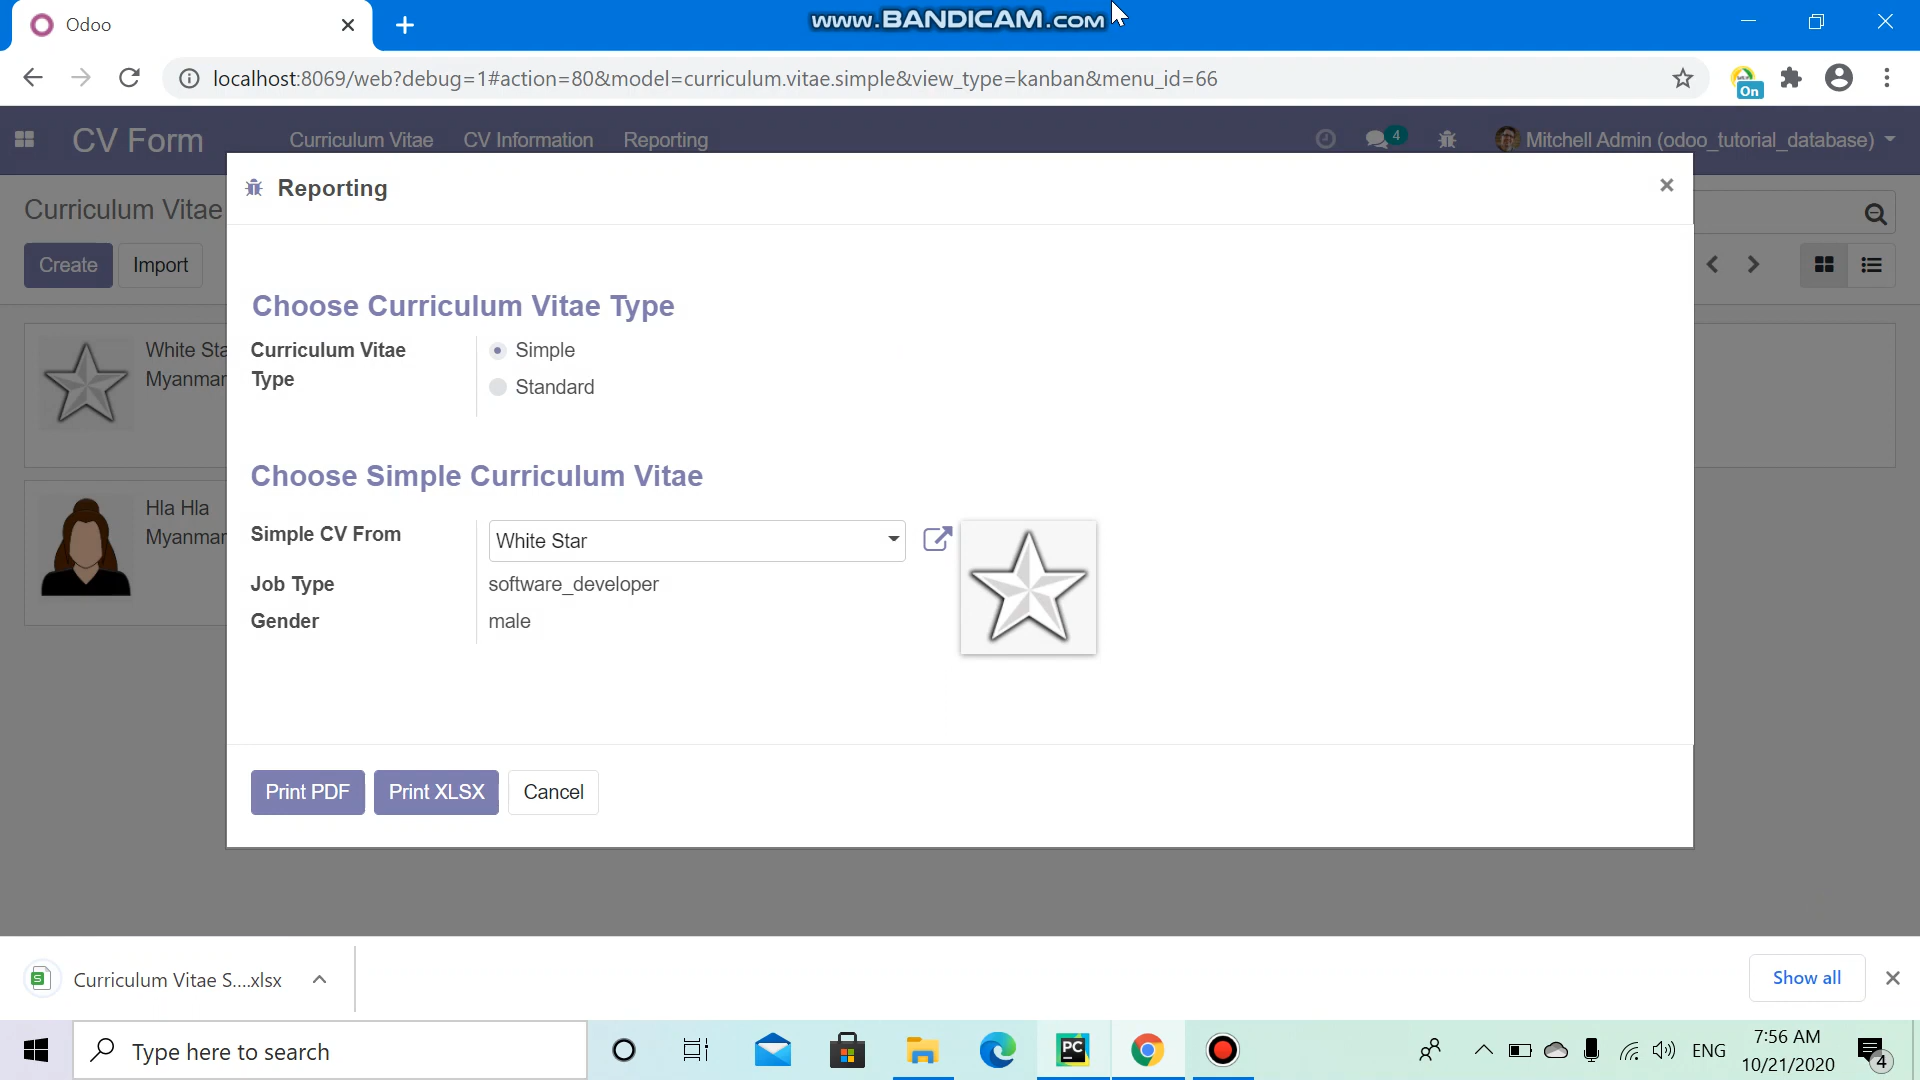 Odoo
www.BANDICAM.com
localhost:8069/web?debug=1#action=80&model=curriculum.vitae.simple&view_type=kanban&menu_id=66
On
CV Form
Curriculum Vitae
CV Information
Reporting
4
Mitchell Admin (odoo_tutorial_database)
Reporting
×
Curriculum Vitae
Create
Import
Choose Curriculum Vitae Type
Curriculum Vitae
Type
Simple
Standard
White Sta
Myanmar
Choose Simple Curriculum Vitae
Hla Hla
Myanmar
Simple CV From
White Star
Job Type
software_developer
Gender
male
Print PDF
Print XLSX
Cancel
S
Curriculum Vitae S....xlsx
Show all
Type here to search
PC
ENG
7:56 AM
10/21/2020
4